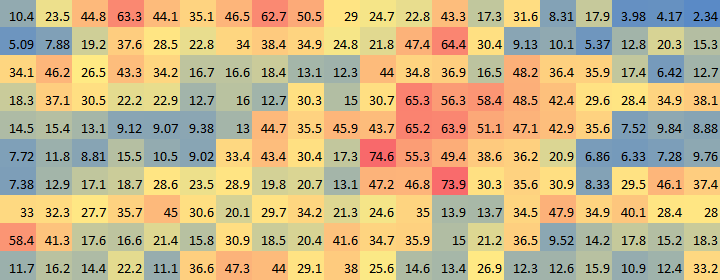 10.4 23.5 44.8 63.3 44.1 35.1 46.5 62.7 50.5 29 24.7 22.8 43.3 17.3 31.6 8.31 17.9 3.98 4.17 2.34
5.09 7.88 19.2 37.6 28.5 22.8 34 38.4 34.9 24.8 21.8 47.4 64.4 30.4 9.13 10.1 5.37 12.8 20.3 15.3
34.1 46.2 26.5 43.3 34.2 16.7 16.6 18.4 13.1 12.3 44 34.8 36.9 16.5 48.2 36.4 35.9 17.4 6.42 12.7
18.3 37.1 30.5 22.2 22.9 12.7 16 12.7 30.3 15 30.7 65.3 56.3 58.4 48.5 42.4 29.6 28.4 34.9 38.1
14.5 15.4 13.1 9.12 9.07 9.38 13 44.7 35.5 45.9 43.7 65.2 63.9 51.1 47.1 42.9 35.6 7.52 9.84 8.88
7.72 11.8 8.81 15.5 10.5 9.02 33.4 43.4 30.4 17.3 74.6 55.3 49.4 38.6 36.2 20.9 6.86 6.33 7.28 9.76
7.38 12.9 17.1 18.7 28.6 23.5 28.9 19.8 20.7 13.1 47.2 46.8 73.9 30.3 35.6 30.9 8.33 29.5 46.1 37.4
33 32.3 27.7 35.7 45 30.6 20.1 29.7 34.2 21.3 24.6 35 13.9 13.7 34.5 47.9 34.9 40.1 28.4 28
58.4 41.3 17.6 16.6 21.4 15.8 30.9 18.5 20.4 41.6 34.7 35.9 15 21.2 36.5 9.52 14.2 17.8 15.2 18.3
11.7 16.2 14.4 22.2 11.1 36.6 47.3 44 29.1 38 25.6 14.6 13.4 26.9 12.3 12.6 15.9 10.9 12.4 33.2